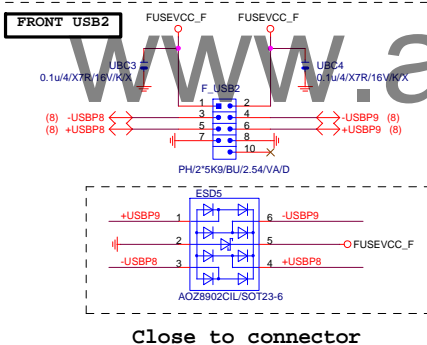 FRONT USB2
FUSEVCC_F FUSEVCC_F
www.a
UBC3 UBC4
0.1u/4/X7R/16V/K/X 0.1u/4/X7R/16V/K/X
F_USB2
1 2
(8) -USBP8 3 4 -USBP9 (8)
(8) +USBP8 5 6 +USBP9 (8)
7 8
10
PH/2*5K9/BU/2.54/VA/D
ESD5
+USBP9 1 6 -USBP9
2 5 FUSEVCC_F
-USBP8 3 4 +USBP8
AOZ8902CIL/SOT23-6
Close to connector